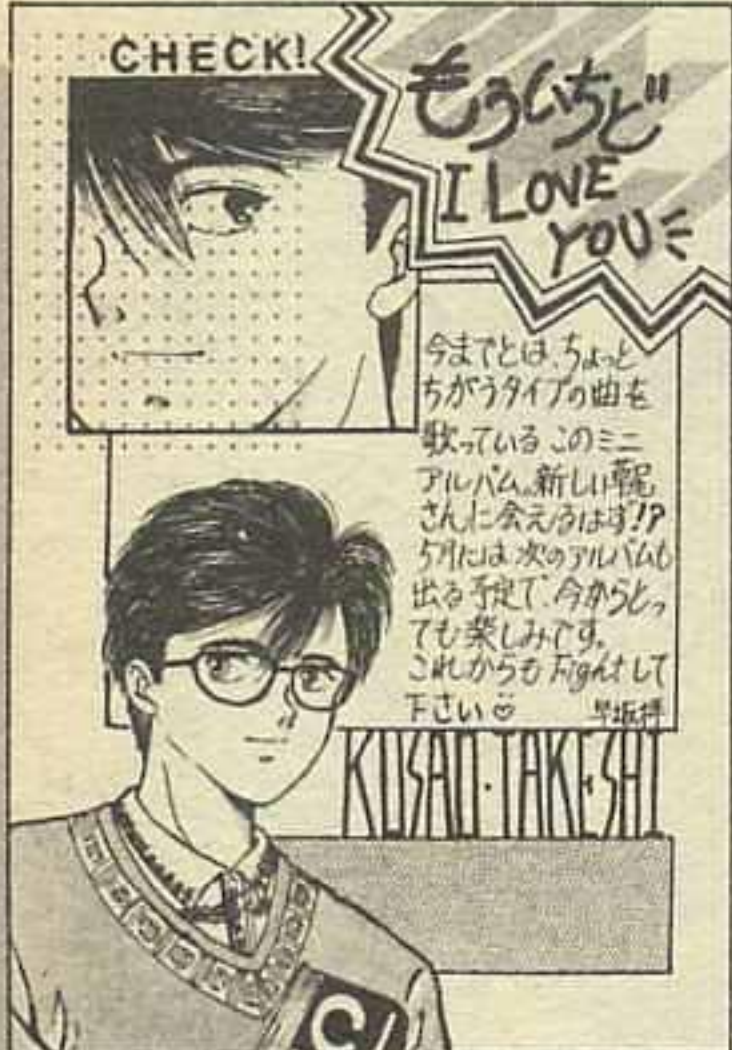 CHECK!
もういちど
I LOVE
YOU
今までとは、ちょっと
ちがうタイプの曲を
歌っている このミニ
アルバム。新しい草尾
さんに会えるはず!?
5月には次のアルバムも
出る予定で、今からとっ
ても楽しみです。
これからも Fightして
下さい
KUSAO・TAKESHI
C